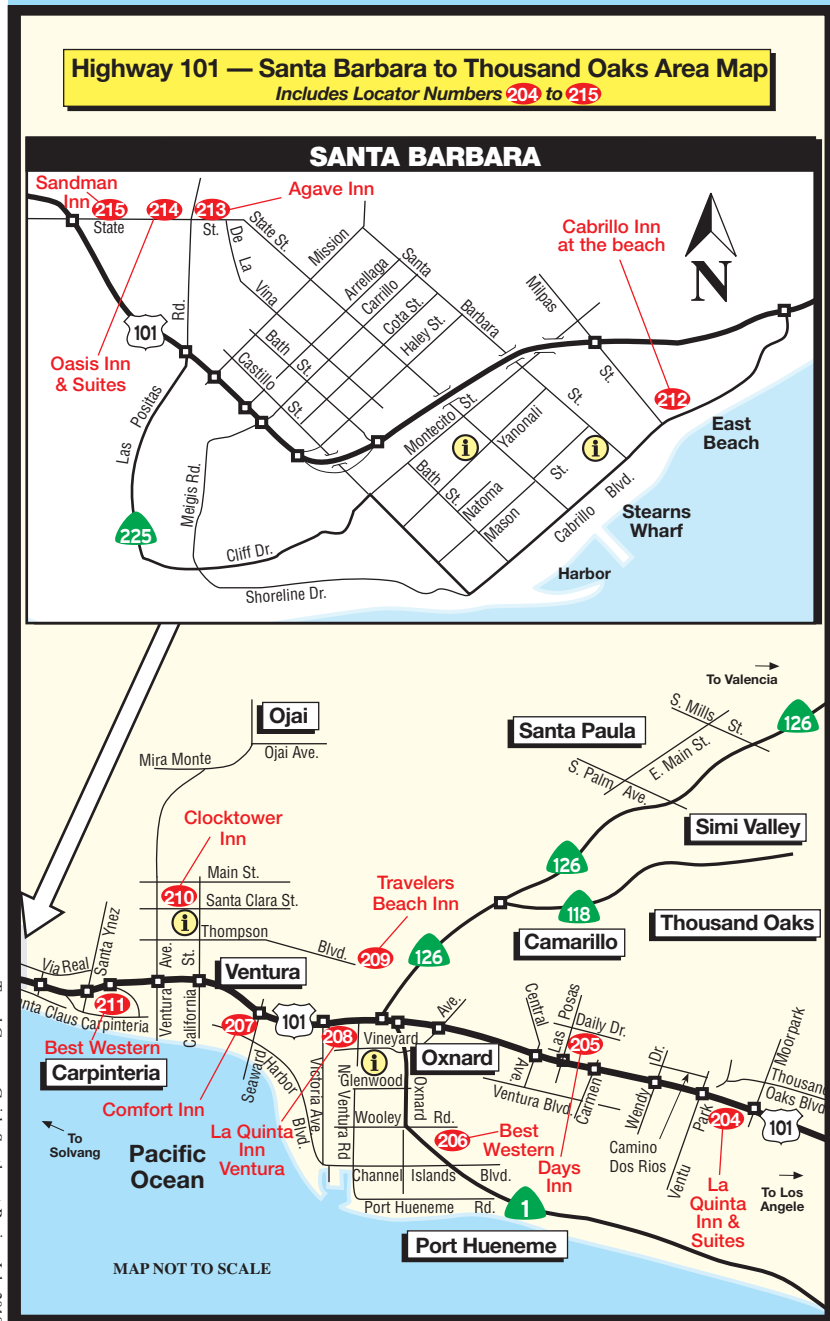 Highway 101 — Santa Barbara to Thousand Oaks Area Map
Includes Locator Numbers 204 to 215
SANTA BARBARA
Sandman
Inn
215
214
213
Agave Inn
State
St.
State St.
De
La
Vina
Mission
Arrellaga
Carrillo
Cota St.
Haley St.
Santa
Barbara
St.
Milpas
St.
Cabrillo Inn
at the beach
N
101
Rd.
Oasis Inn
& Suites
Bath
St.
Castillo
St.
Las
Positas
Meigis Rd.
225
Cliff Dr.
Shoreline Dr.
Montecito
St.
Yanonali
St.
i
i
Bath
St.
Natoma
Mason
Cabrillo
Blvd.
212
East
Beach
Stearns
Wharf
Harbor
To Valencia
S. Mills
St.
126
Ojai
Ojai Ave.
Mira Monte
Santa Paula
E. Main St.
S. Palm
Ave.
Simi Valley
Clocktower
Inn
Main St.
210
Santa Clara St.
i
Thompson
Blvd.
Travelers
Beach Inn
209
126
126
118
Camarillo
Thousand Oaks
Via Real
Santa Ynez
Ave.
St.
Ventura
211
Carpinteria
Ventura
California
Best Western
Carpinteria
207
101
208
Seaward
Harbor
Blvd.
Comfort Inn
Victoria Ave.
La Quinta
Inn
Ventura
Vineyard
Ave.
i
Oxnard
Glenwood
N. Ventura Rd
Oxnard
Wooley
Rd.
206
Best
Western
Channel
Islands
Blvd.
Port Hueneme
Rd.
1
Port Hueneme
Central
Ave.
Las
Posas
Daily Dr.
205
Ventura Blvd.
Carmen
Days
Inn
Wendy
Dr.
Camino
Dos Rios
Ventu
Park
204
La
Quinta
Inn &
Suites
Moorpark
Thousand
Oaks Blvd
101
To Los
Angele
To
Solvang
Pacific
Ocean
MAP NOT TO SCALE